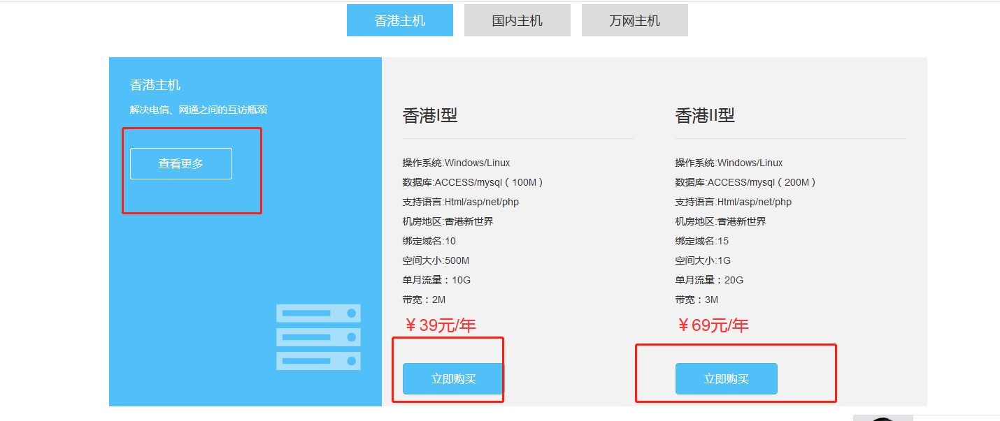 香港主机
国内主机
万网主机
香港主机
解决电信、网通之间的互访瓶颈
查看更多
香港I型
操作系统:Windows/Linux
数据库:ACCESS/mysql（100M）
支持语言:Html/asp/net/php
机房地区:香港新世界
绑定域名:10
空间大小:500M
单月流量：10G
带宽：2M
￥39元/年
立即购买
香港II型
操作系统:Windows/Linux
数据库:ACCESS/mysql（200M）
支持语言:Html/asp/net/php
机房地区:香港新世界
绑定域名:15
空间大小:1G
单月流量：20G
带宽：3M
￥69元/年
立即购买